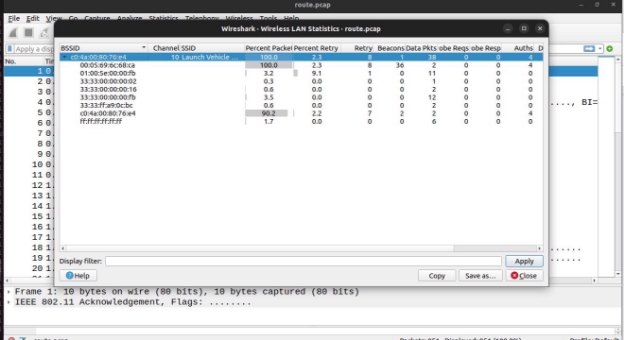 route.pcap
File Edit View Go Capture Analyze Statistics Telephony Wireless Tools Help
Wireshark · Wireless LAN Statistics · route.pcap
Apply a disp
BSSID Channel SSID Percent Packet Percent Retry Retry Beacons Data Pkts obe Reqs obe Resp Auths D
c0:4a:00:80:76:e4 10 Launch Vehicle ... 100.0 2.3 8 1 38 0 0 4
00:05:69:6c:68:ca 100.0 2.3 8 36 2 0 0 4
01:00:5e:00:00:fb 3.2 9.1 1 0 11 0 0 0
33:33:00:00:00:02 0.3 0 0 0 1 0 0 0
33:33:00:00:00:16 0.6 0 0 0 2 0 0 0
33:33:00:00:00:fb 3.5 0.0 0 0 12 0 0 0
33:33:ff:a9:0c:bc 0.6 0 0 2 0 0 0
c0:4a:00:80:76:e4 90.2 2.2 7 2 2 0 0 4
ff:ff:ff:ff:ff:ff 1.7 0.0 0 0 6 0 0 0
No. Tim
1 0.
2 0.
3 0.
4 0. ...., BI=
5 0.
6 0.
7 0.
8 0.
9 0.
10 0.
11 0.
12 1.
13 1.
14 1.
15 1.
16 1.
17 1.
18 1.
19 1.
20 1.
Display filter: Apply
Help Copy Save as... Close
Frame 1: 10 bytes on wire (80 bits), 10 bytes captured (80 bits)
IEEE 802.11 Acknowledgement, Flags: ........
route.pcap